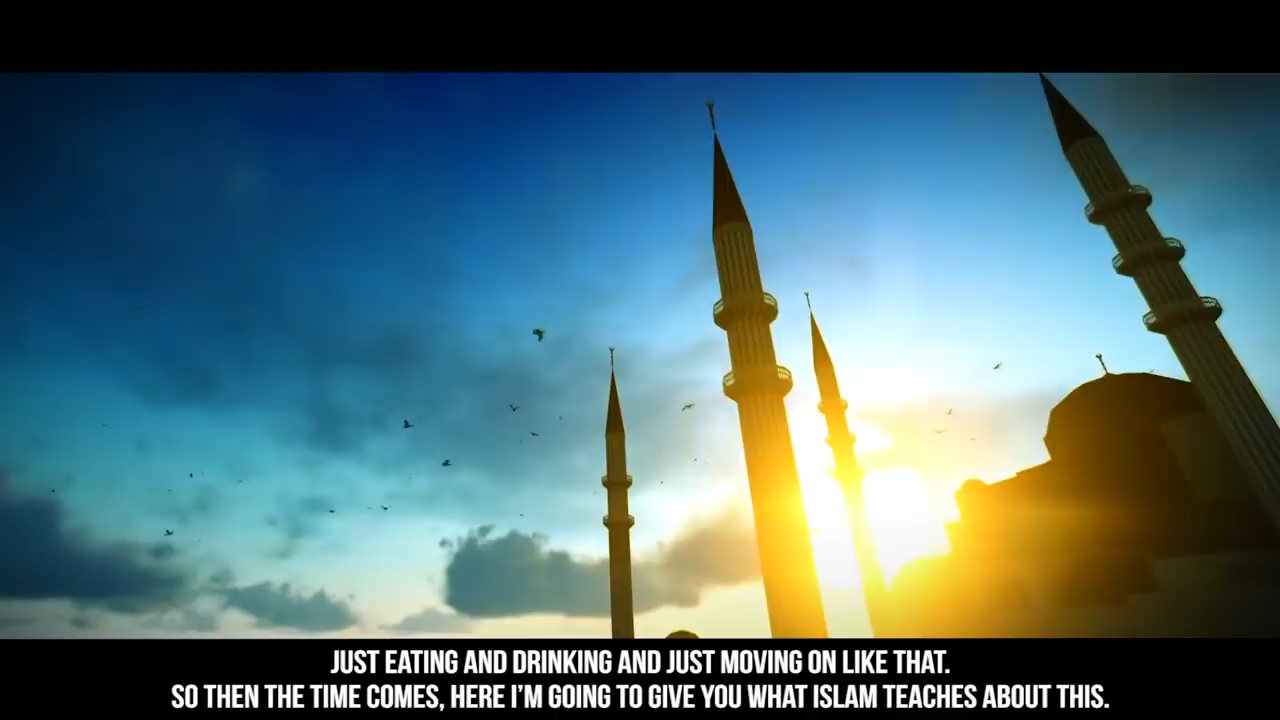 JUST EATING AND DRINKING AND JUST MOVING ON LIKE THAT.
SO THEN THE TIME COMES, HERE I'M GOING TO GIVE YOU WHAT ISLAM TEACHES ABOUT THIS.